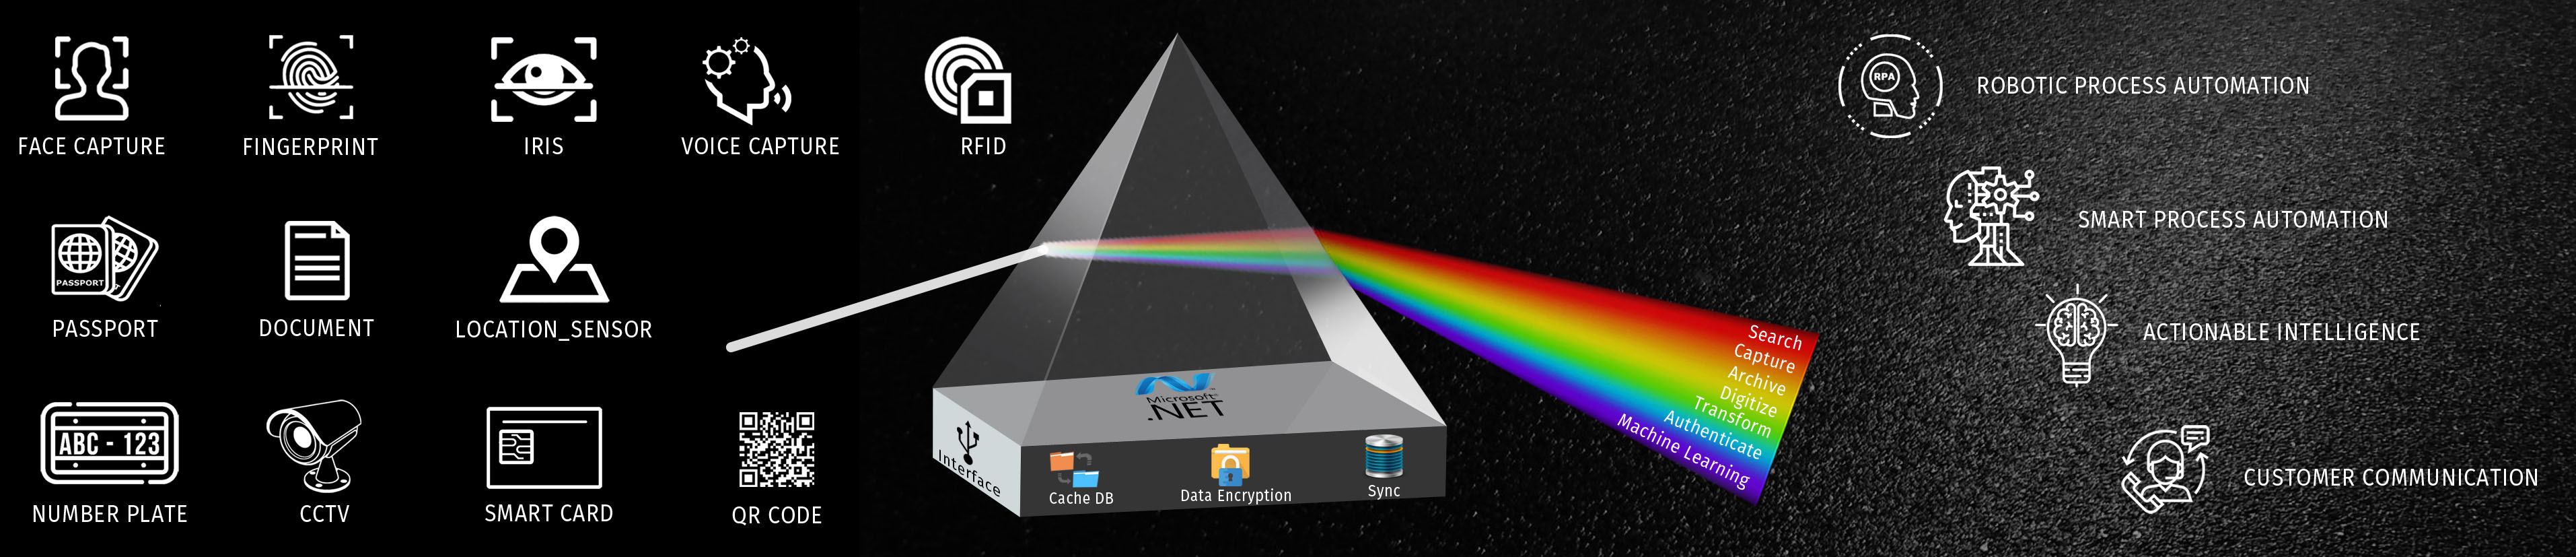 FACE CAPTURE
FINGERPRINT
IRIS
VOICE CAPTURE
RFID
PASSPORT
PASSPORT
DOCUMENT
LOCATION_SENSOR
ABC - 123
NUMBER PLATE
CCTV
SMART CARD
QR CODE
Microsoft
.NET
Interface
Cache DB
Data Encryption
Sync
Search
Capture
Archive
Digitize
Transform
Authenticate
Machine Learning
RPA
ROBOTIC PROCESS AUTOMATION
SMART PROCESS AUTOMATION
ACTIONABLE INTELLIGENCE
CUSTOMER COMMUNICATION